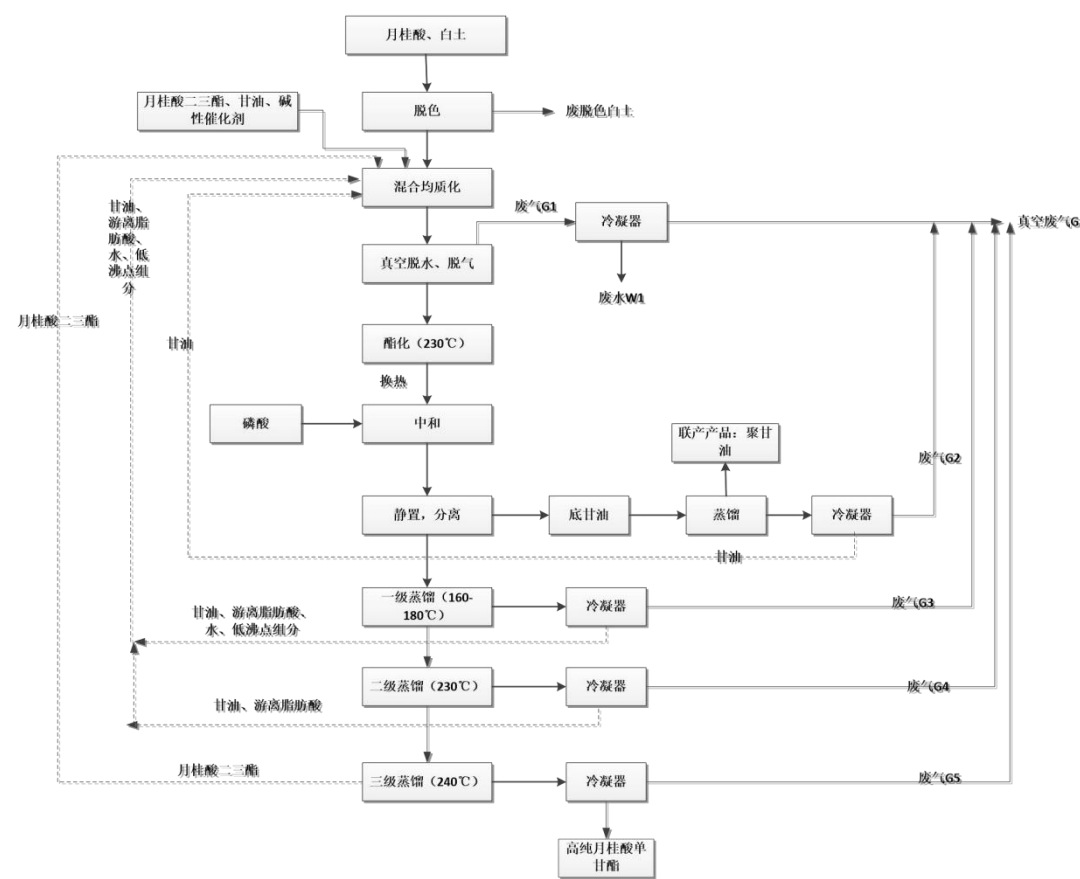 月桂酸、白土
月桂酸二三酯、甘油、碱
性催化剂
脱色
废脱色白土
混合均质化
甘油、
游离脂
肪酸、
水、低
沸点组
分
废气G1
冷凝器
真空废气G
真空脱水、脱气
废水W1
月桂酸二三酯
甘油
酯化（230℃）
换热
磷酸
中和
联产产品：聚甘
油
废气G2
静置，分离
底甘油
蒸馏
冷凝器
甘油
一级蒸馏（160-
180℃）
冷凝器
废气G3
甘油、游离脂肪酸、
水、低沸点组分
二级蒸馏（230℃）
冷凝器
废气G4
甘油、游离脂肪酸
月桂酸二三酯
三级蒸馏（240℃）
冷凝器
废气G5
高纯月桂酸单
甘酯